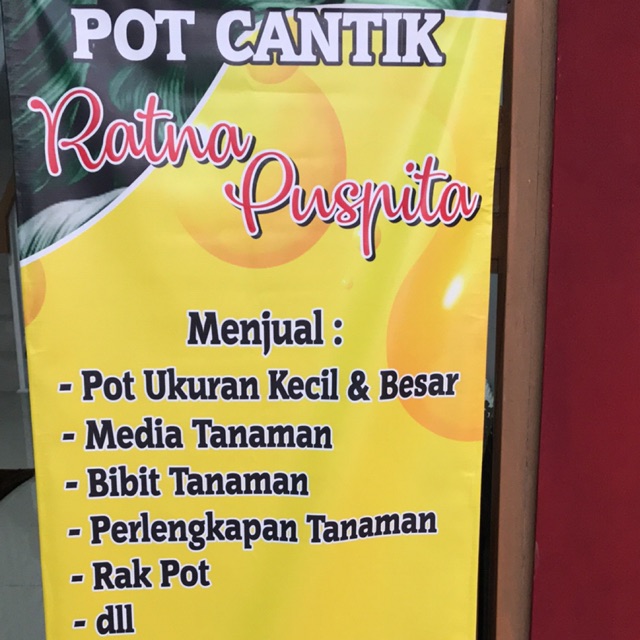 POT CANTIK
Ratna
Puspita
Menjual :
- Pot Ukuran Kecil & Besar
- Media Tanaman
- Bibit Tanaman
- Perlengkapan Tanaman
- Rak Pot
- dll